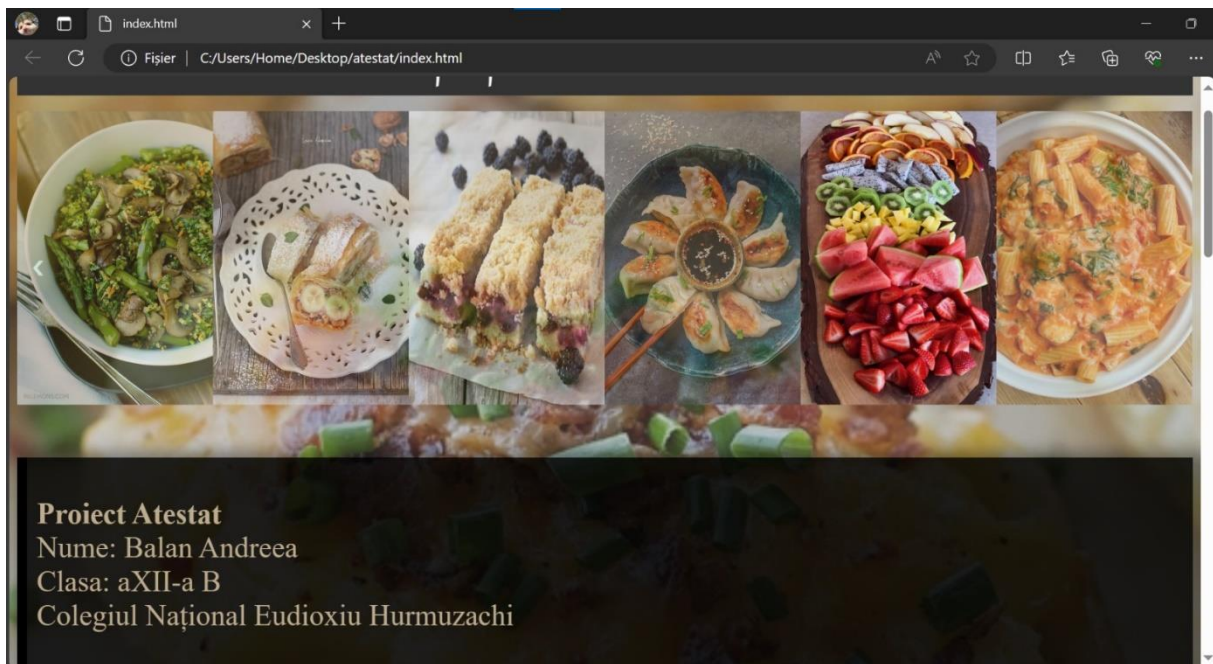 index.html
Fișier
C:/Users/Home/Desktop/atestat/index.html
Proiect Atestat
Nume: Balan Andreea
Clasa: aXII-a B
Colegiul Național Eudioxiu Hurmuzachi